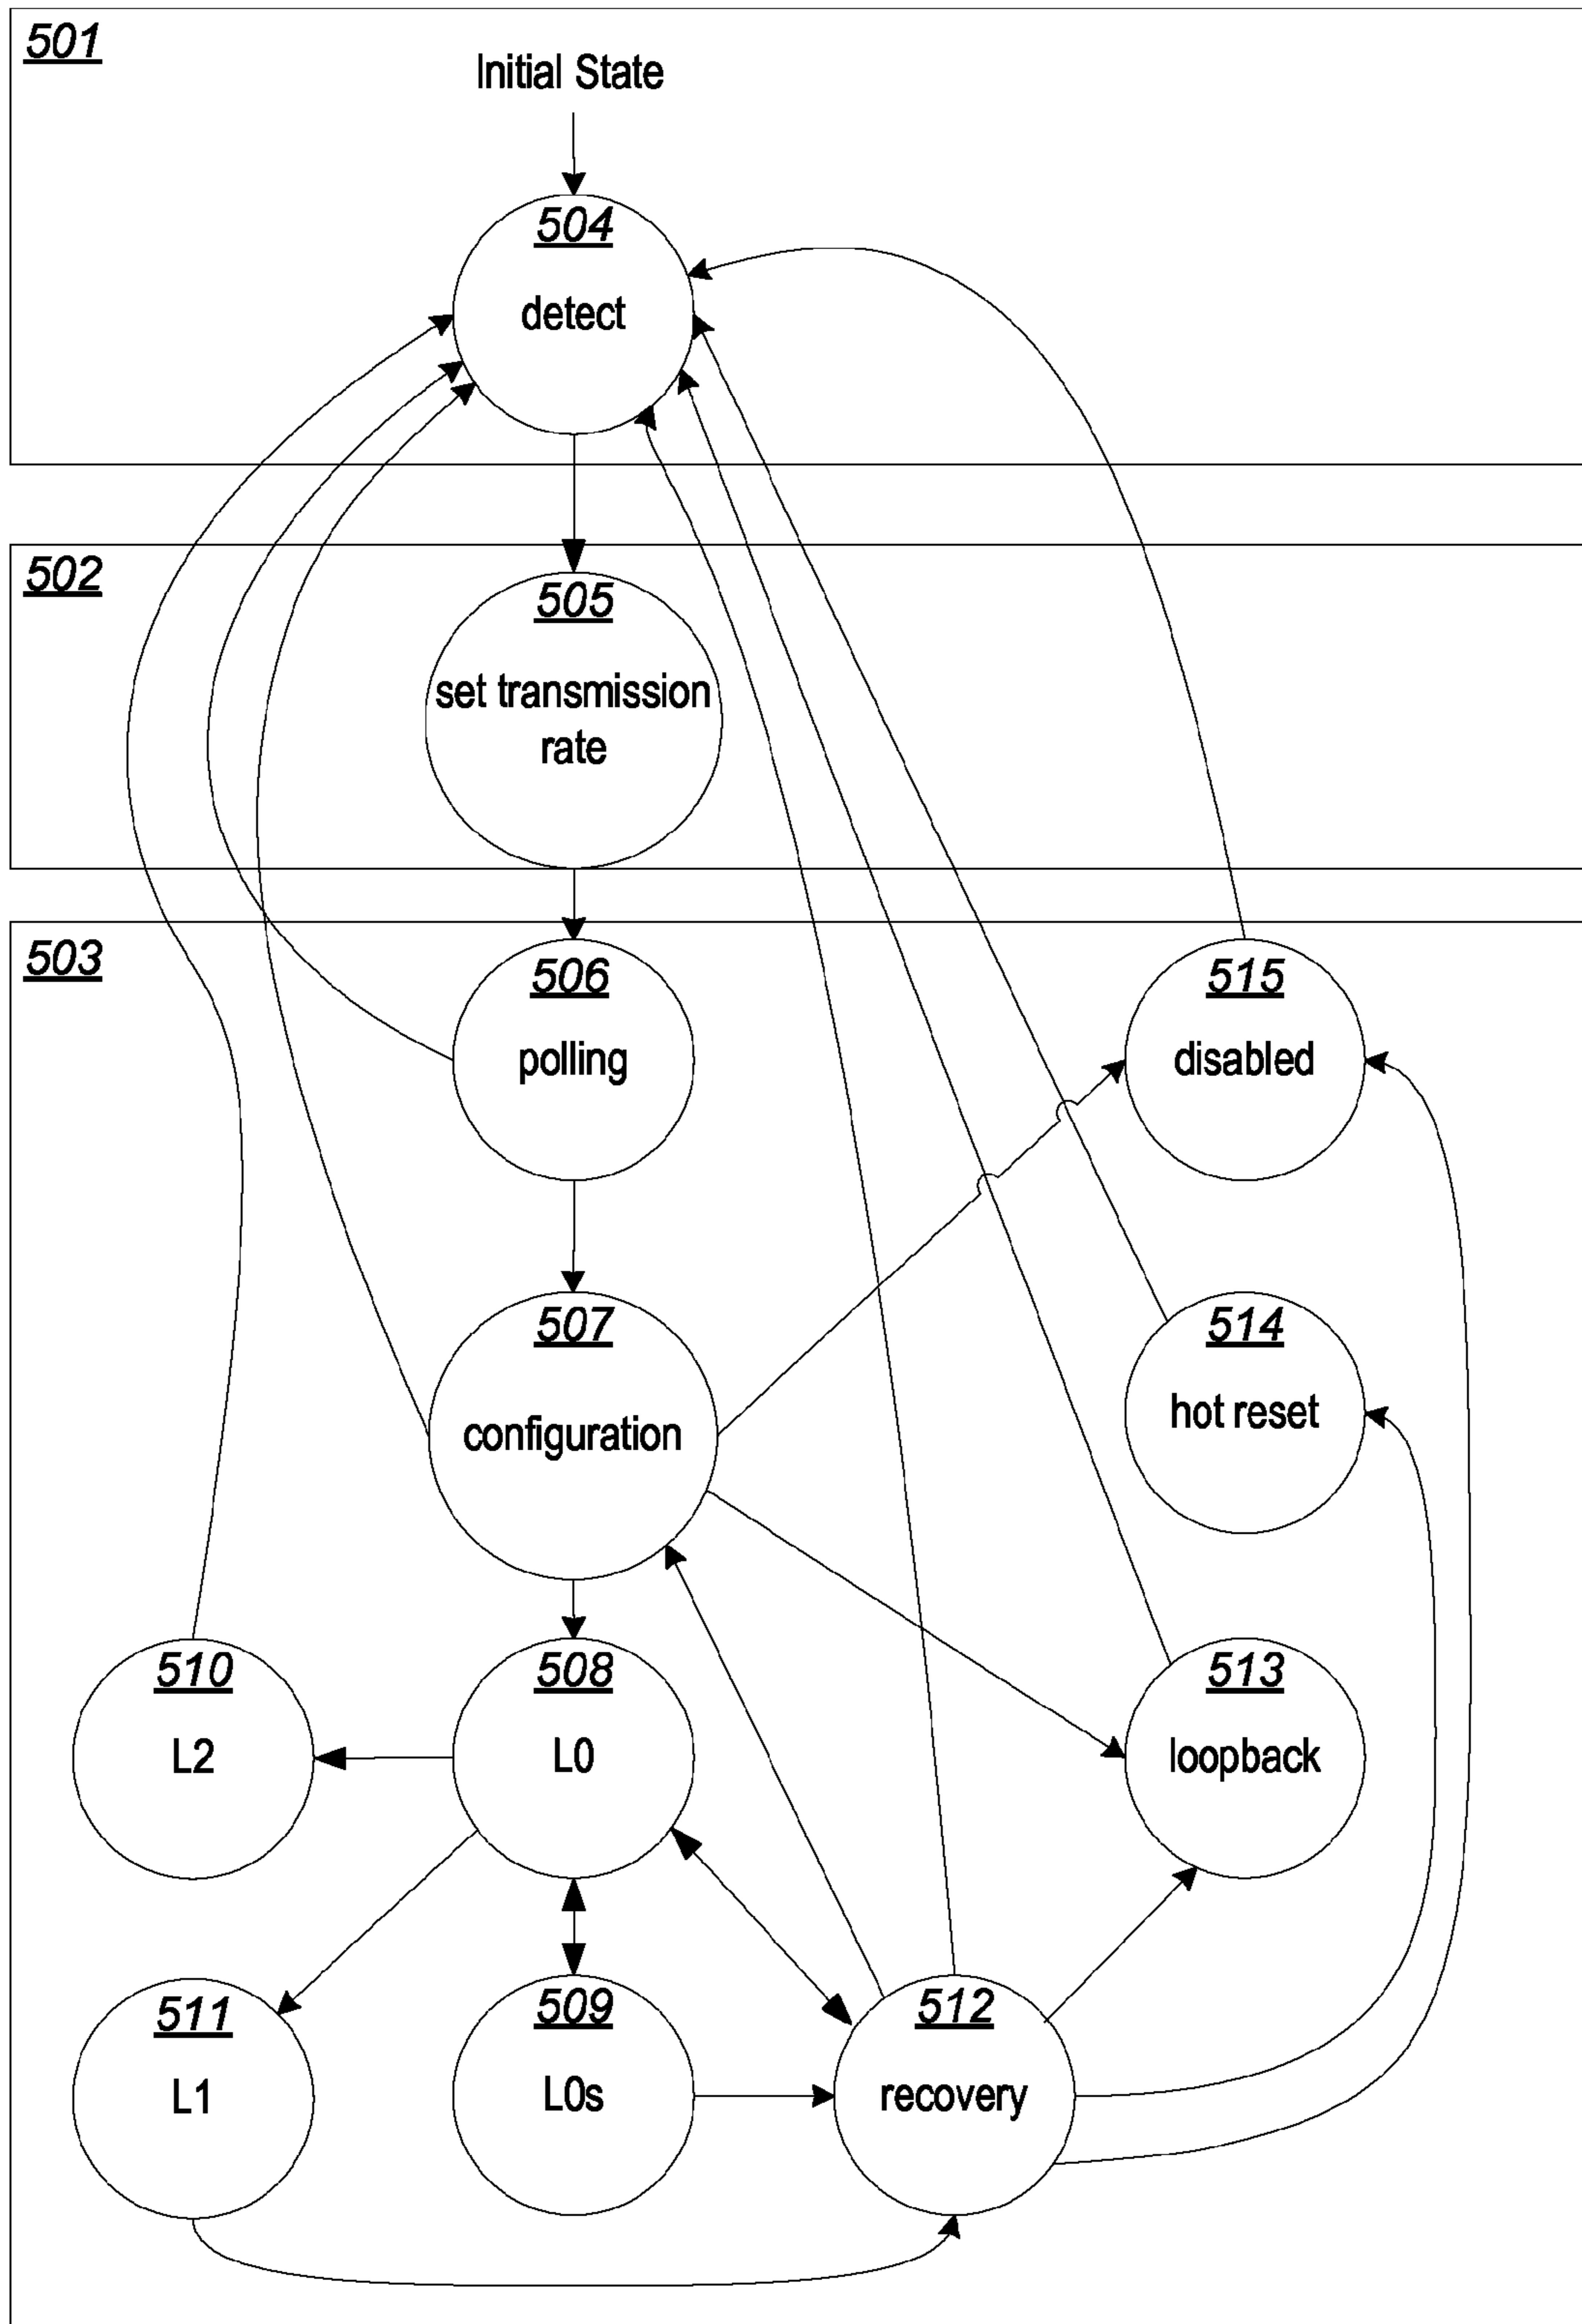 501
Initial State
504
detect
502
505
set transmission
rate
503
506
polling
515
disabled
507
configuration
514
hot reset
510
L2
508
L0
513
loopback
511
L1
509
L0s
512
recovery